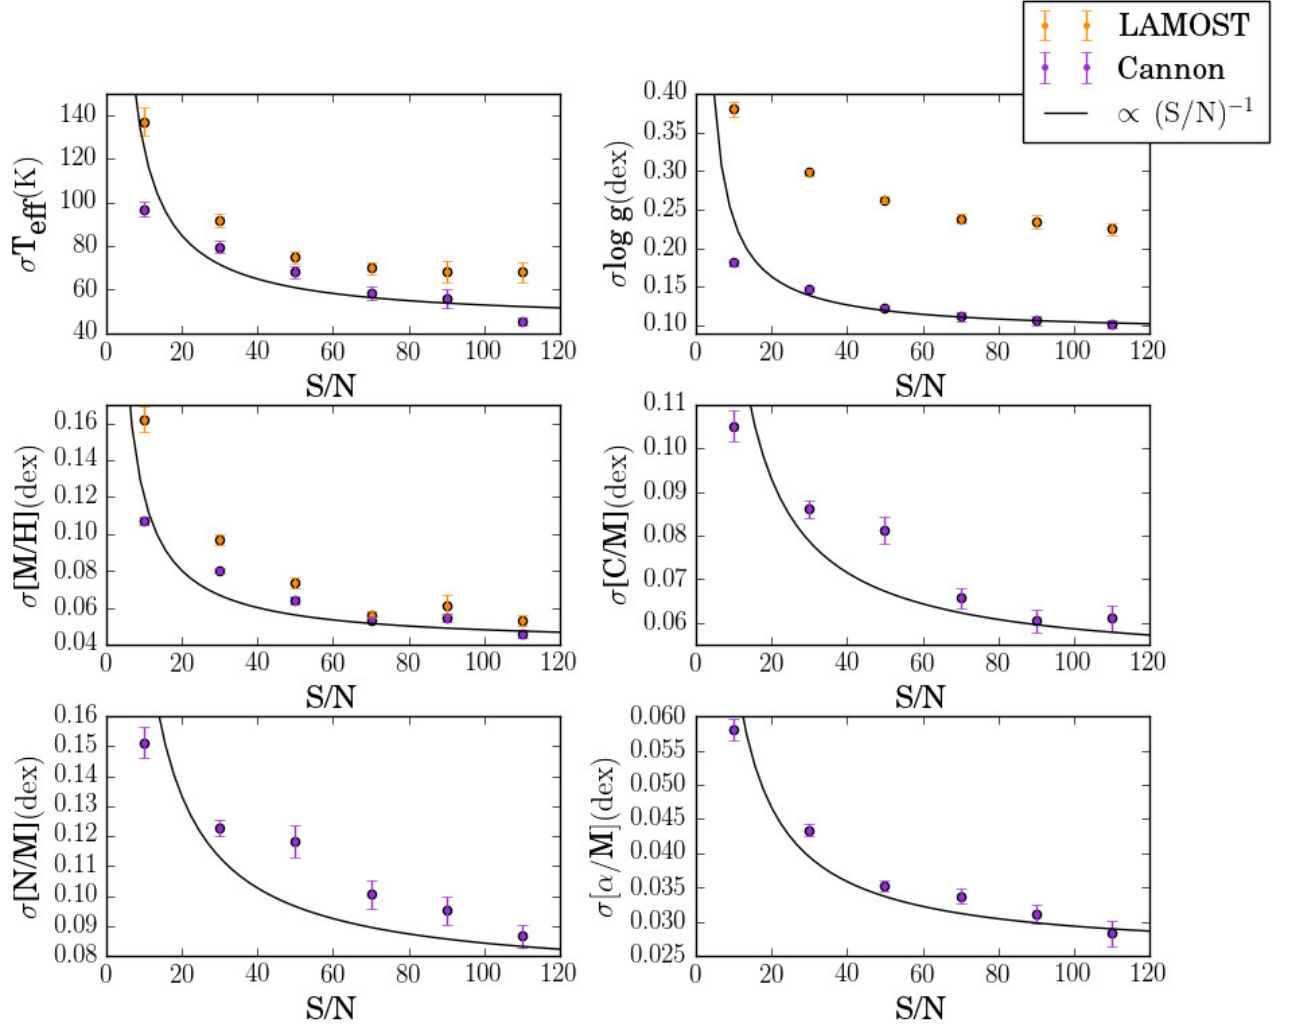 LAMOST
Cannon
∝ (S/N)⁻¹
σT_eff(K)
140
120
100
80
60
40
0 20 40 60 80 100 120
S/N
σlog g(dex)
0.40
0.35
0.30
0.25
0.20
0.15
0.10
0 20 40 60 80 100 120
S/N
σ[M/H](dex)
0.16
0.14
0.12
0.10
0.08
0.06
0.04
0 20 40 60 80 100 120
S/N
σ[C/M](dex)
0.11
0.10
0.09
0.08
0.07
0.06
0 20 40 60 80 100 120
S/N
σ[N/M](dex)
0.16
0.15
0.14
0.13
0.12
0.11
0.10
0.09
0.08
0 20 40 60 80 100 120
S/N
σ[α/M](dex)
0.060
0.055
0.050
0.045
0.040
0.035
0.030
0.025
0 20 40 60 80 100 120
S/N